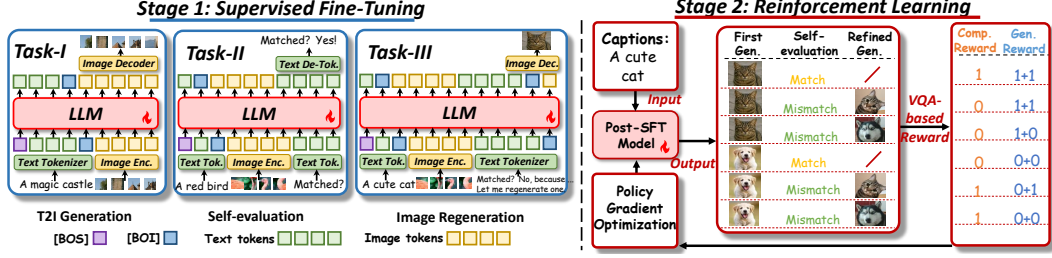 Stage 1: Supervised Fine-Tuning
Task-I
Image Decoder
LLM
Text Tokenizer
Image Enc.
A magic castle
Task-II
Matched? Yes!
Text De-Tok.
LLM
Text Tok.
Image Enc.
Text De-Tok.
A red bird
Matched?
Task-III
Image Dec.
LLM
Text Tok.
Image Enc.
Text Tokenizer
A cute cat
Matched? No, because...
Let me regenerate one
T2I Generation
Self-evaluation
Image Regeneration
[BOS]
[BOI]
Text tokens
Image tokens
Stage 2: Reinforcement Learning
Captions:
A cute
cat
Input
Post-SFT
Model
Output
Policy
Gradient
Optimization
First
Gen.
Self-
evaluation
Refined
Gen.
Match
Mismatch
Mismatch
Match
Mismatch
Mismatch
VQA-
based
Reward
Comp.
Reward
Gen.
Reward
1 1+1
0 1+1
0 1+0
0 0+0
1 0+1
1 0+0